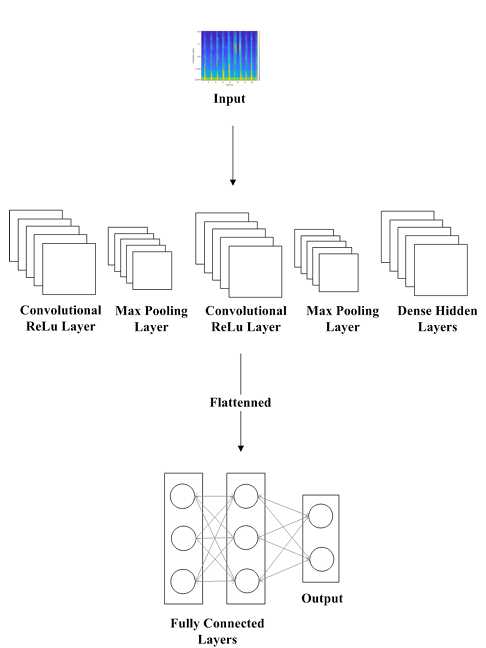 Input
Convolutional
ReLu Layer
Max Pooling
Layer
Convolutional
ReLu Layer
Max Pooling
Layer
Dense Hidden
Layers
Flattenned
Output
Fully Connected
Layers